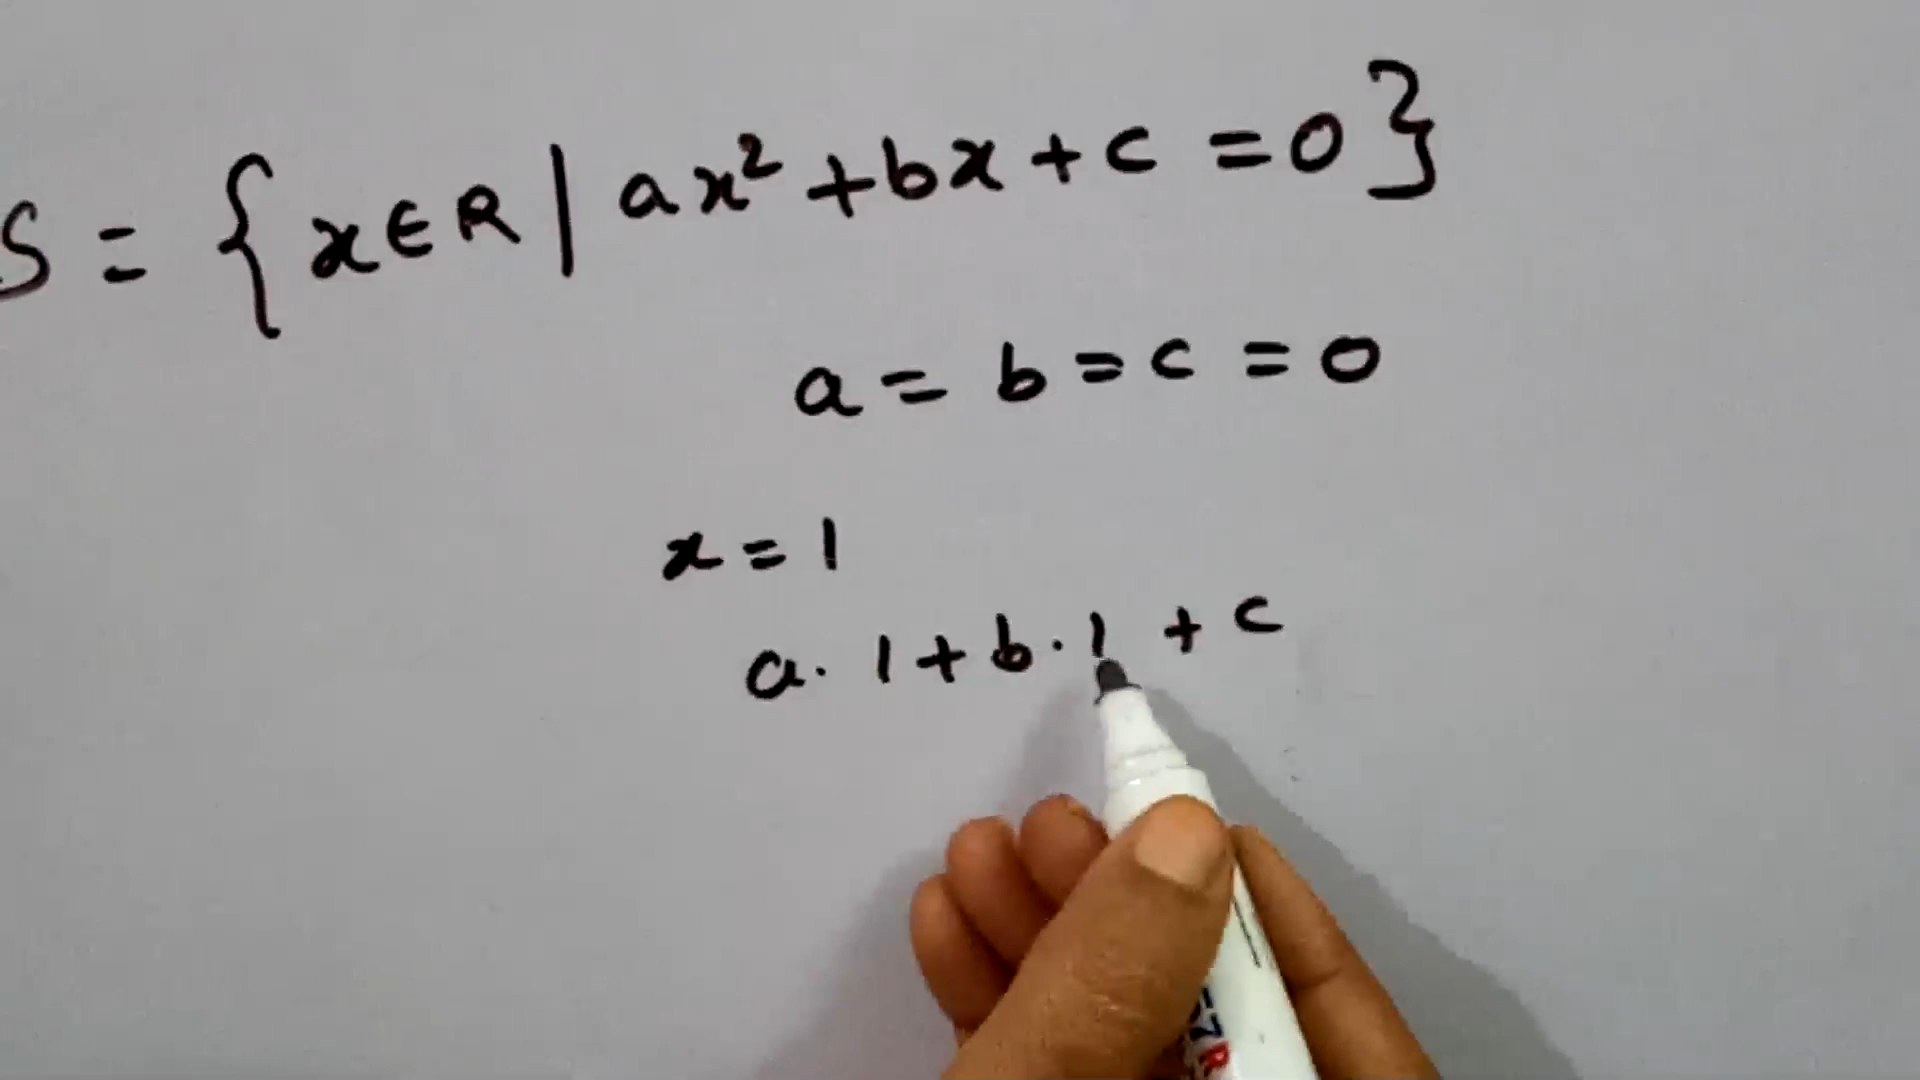 S = {x∈R | ax² + bx + c = 0}
a = b = c = 0
x = 1
a. 1 + b . 1 + c